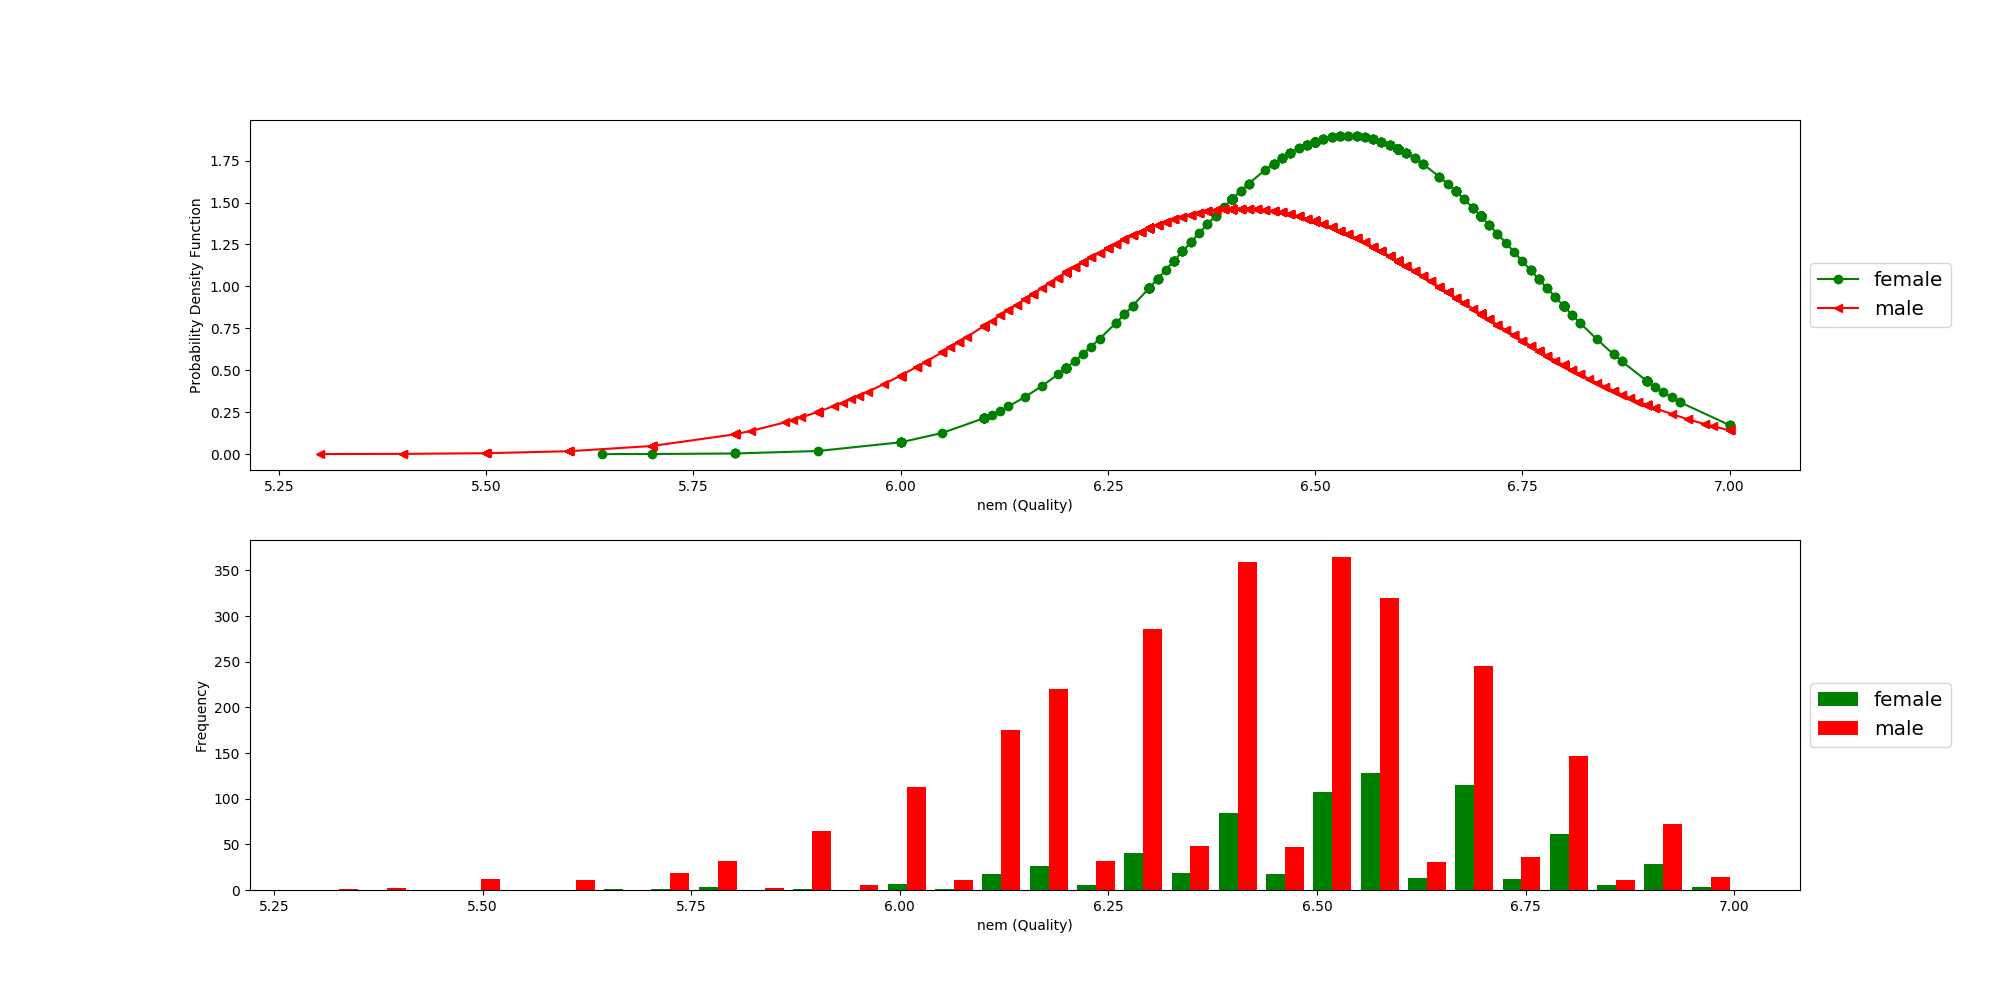 1.75
1.50
1.25
1.00
0.75
0.50
0.25
0.00
Probability Density Function
5.25 5.50 5.75 6.00 6.25 6.50 6.75 7.00
nem (Quality)
female
male
350
300
250
200
150
100
50
0
Frequency
5.25 5.50 5.75 6.00 6.25 6.50 6.75 7.00
nem (Quality)
female
male